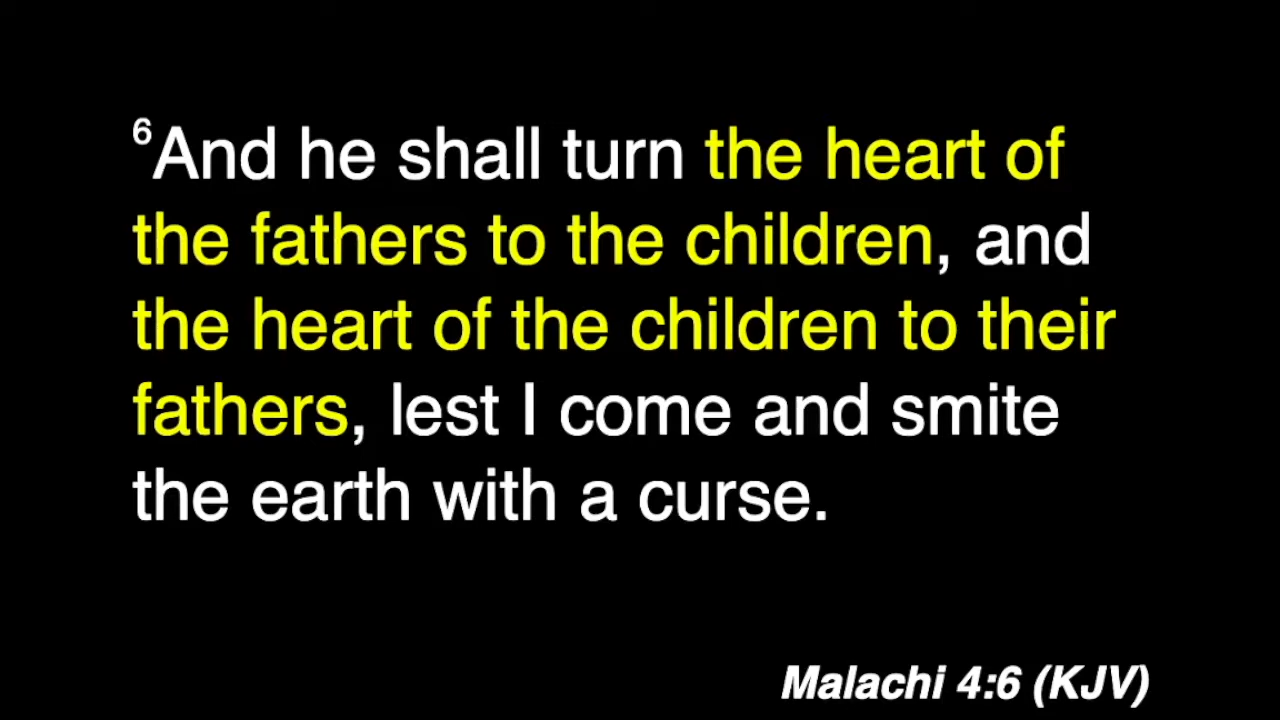 ⁶And he shall turn the heart of
the fathers to the children, and
the heart of the children to their
fathers, lest I come and smite
the earth with a curse.
Malachi 4:6 (KJV)